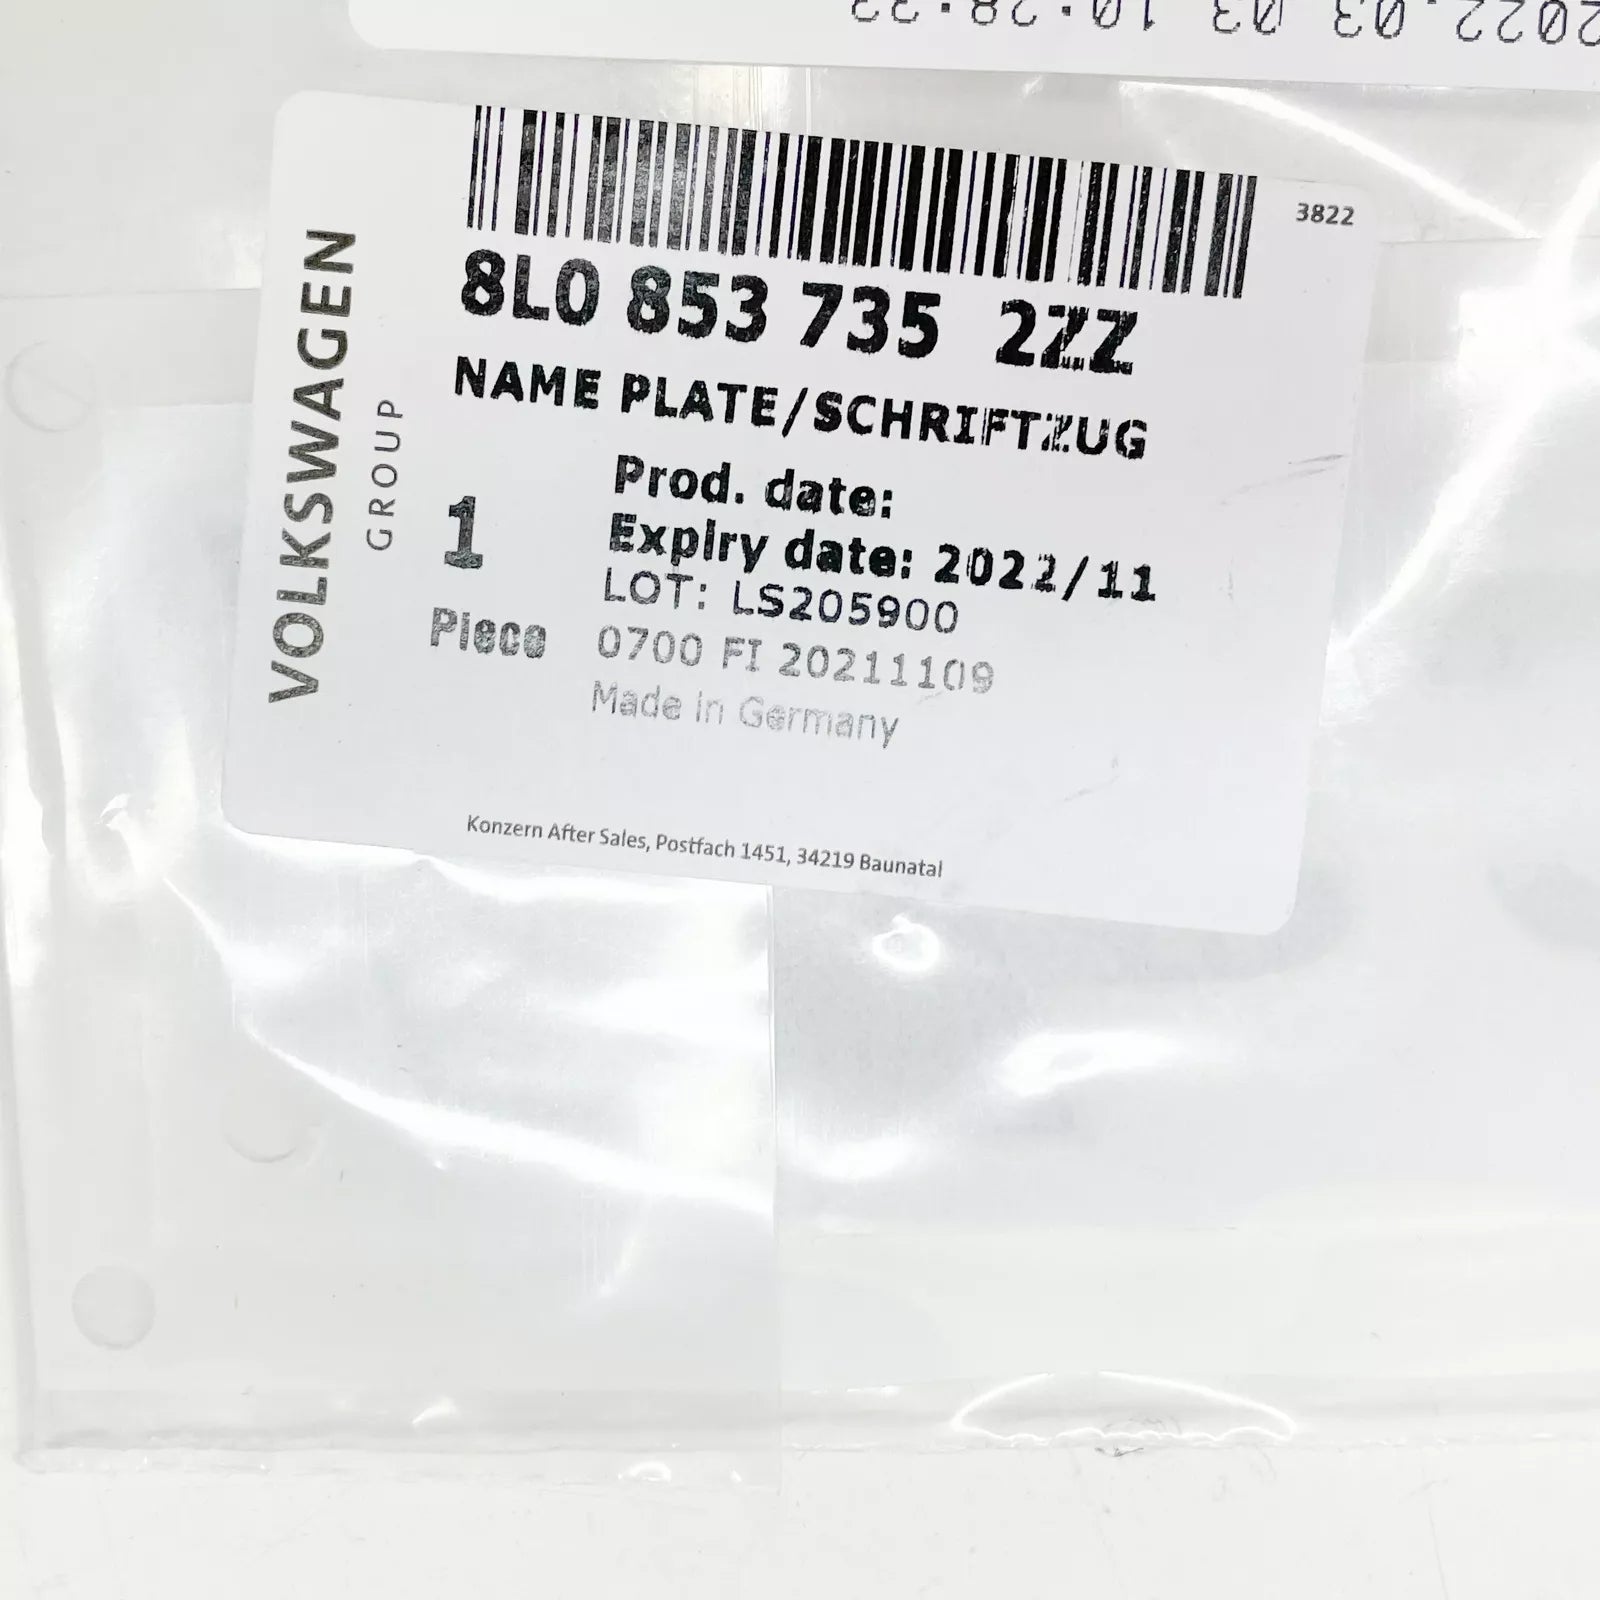 2022.03.03 10:28:33
3822
8L0 853 735 2ZZ
NAME PLATE/SCHRIFTZUG
Prod. date:
Expiry date: 2022/11
LOT: LS205900
1
Piece
0700 FI 20211109
Made in Germany
VOLKSWAGEN
GROUP
Konzern After Sales, Postfach 1451, 34219 Baunatal